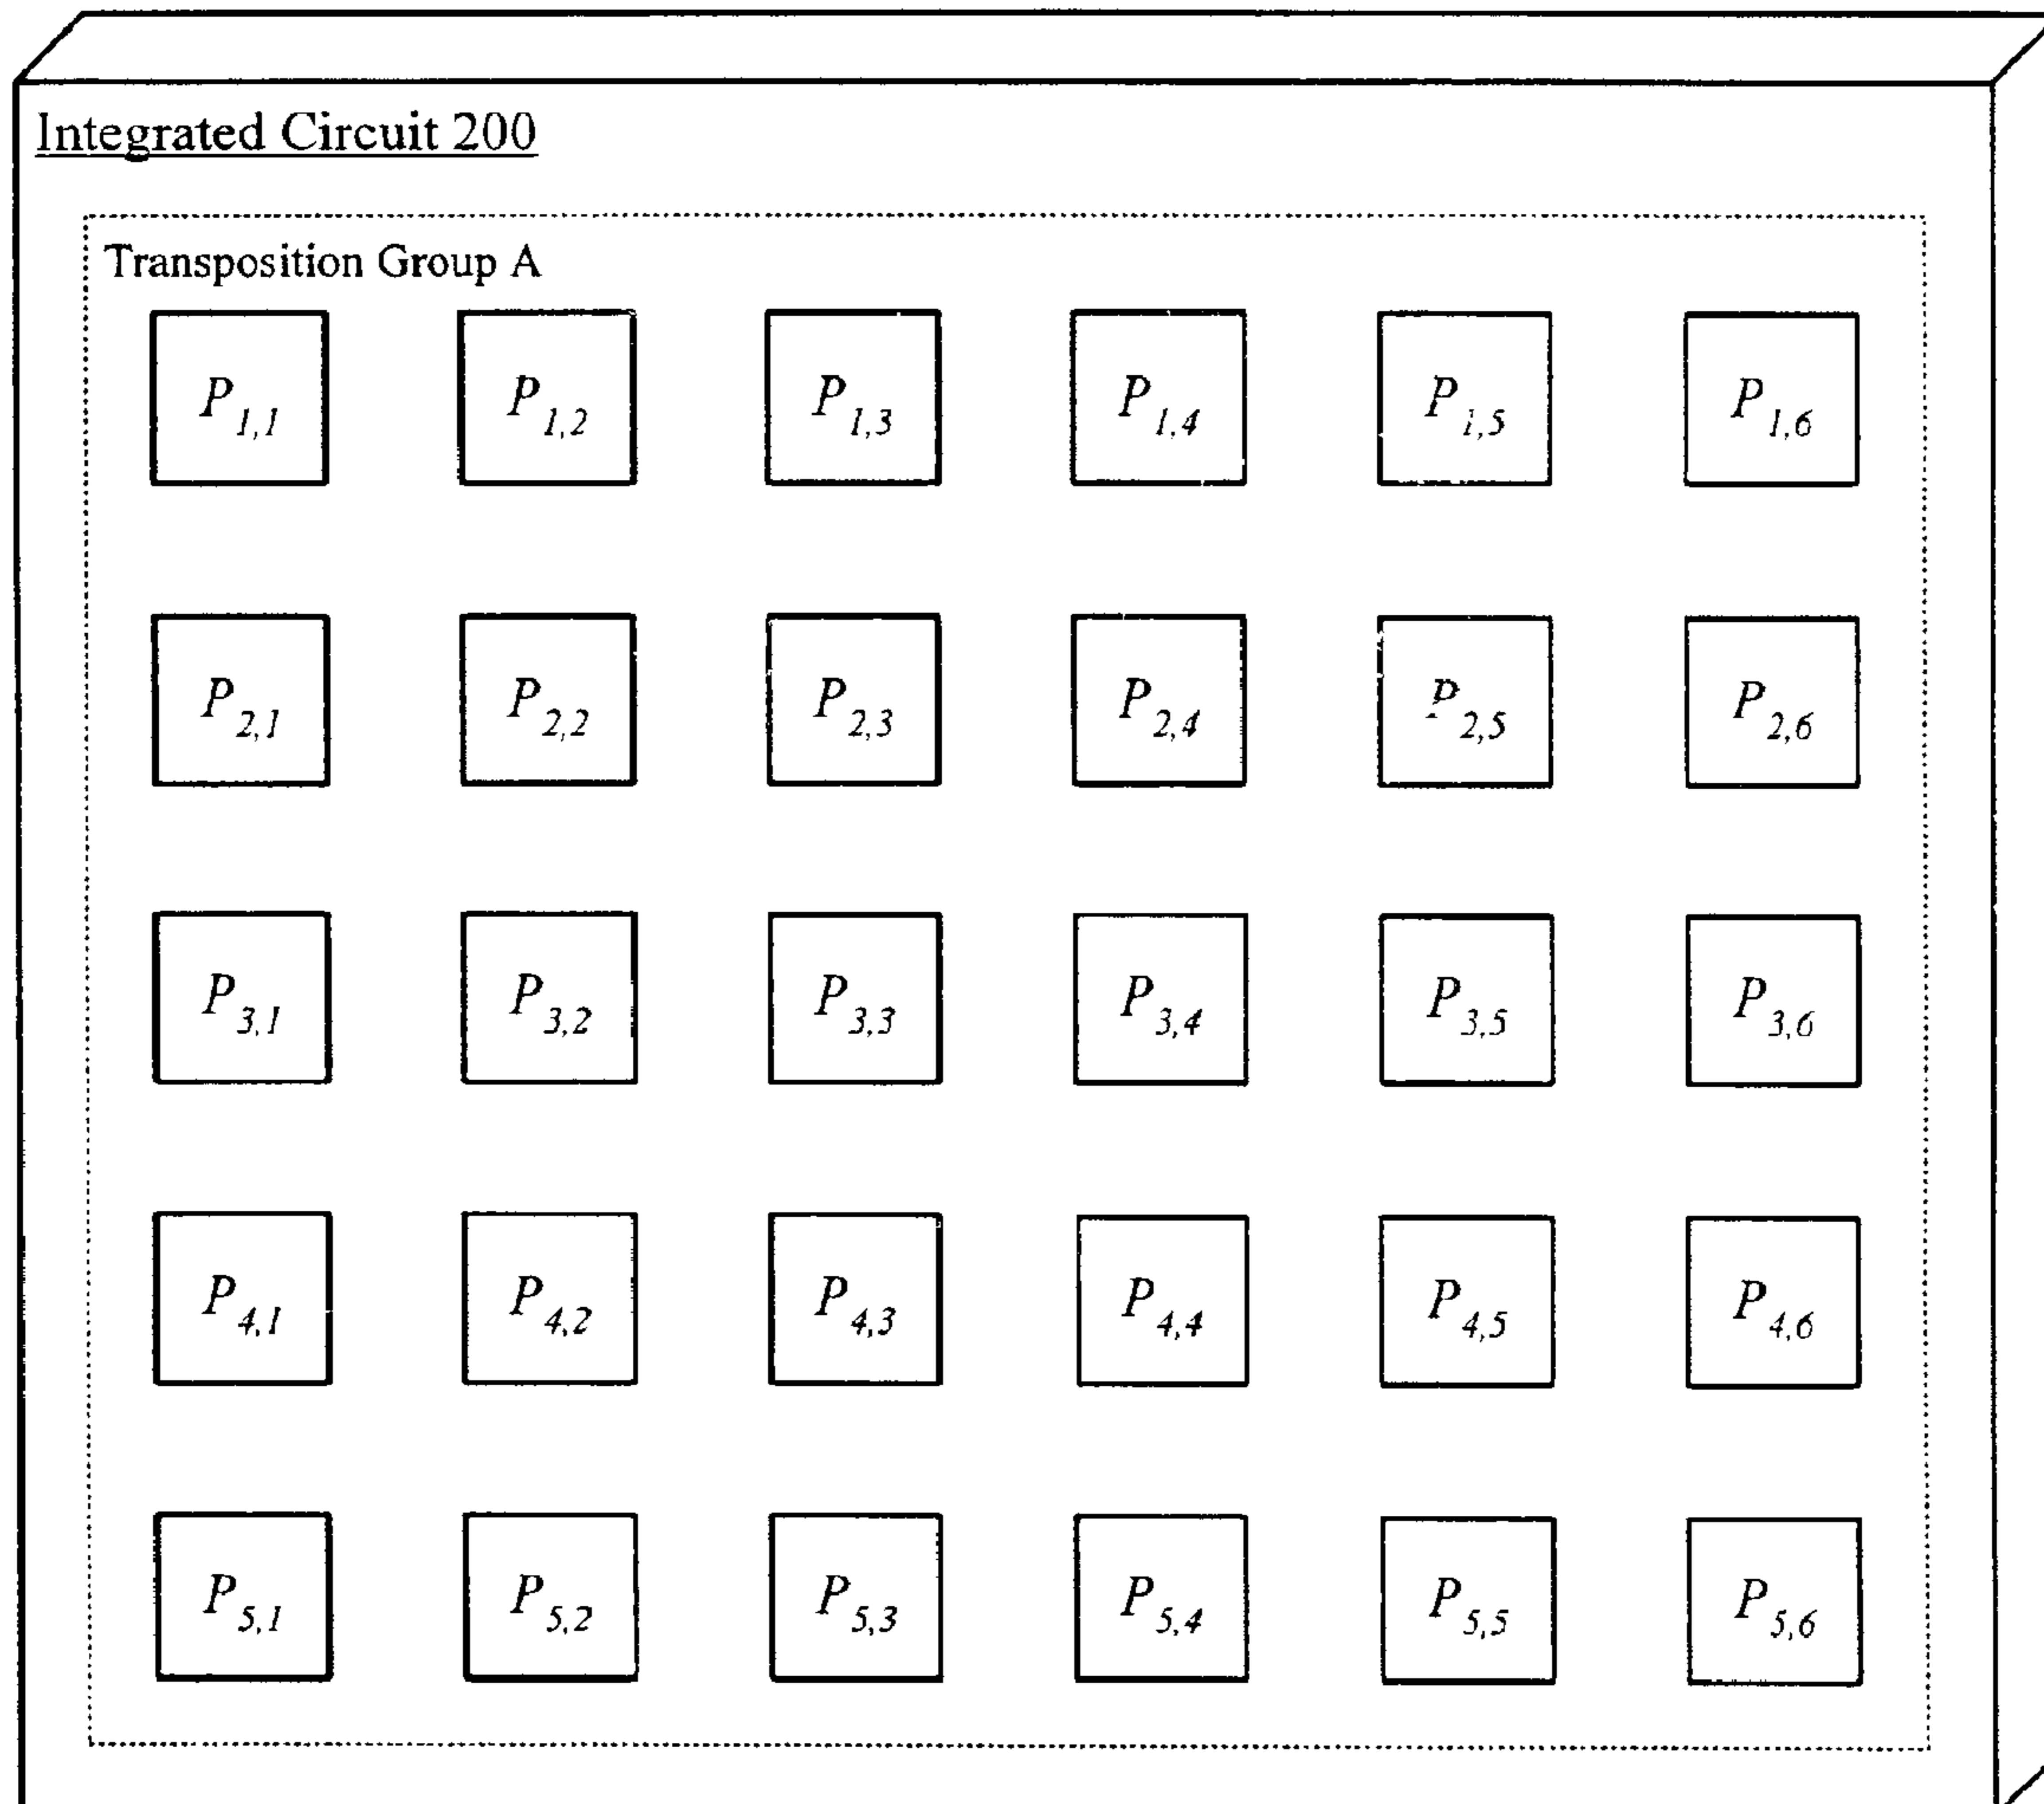 Integrated Circuit 200
Transposition Group A
P1,1 P1,2 P1,3 P1,4 P1,5 P1,6
P2,1 P2,2 P2,3 P2,4 P2,5 P2,6
P3,1 P3,2 P3,3 P3,4 P3,5 P3,6
P4,1 P4,2 P4,3 P4,4 P4,5 P4,6
P5,1 P5,2 P5,3 P5,4 P5,5 P5,6